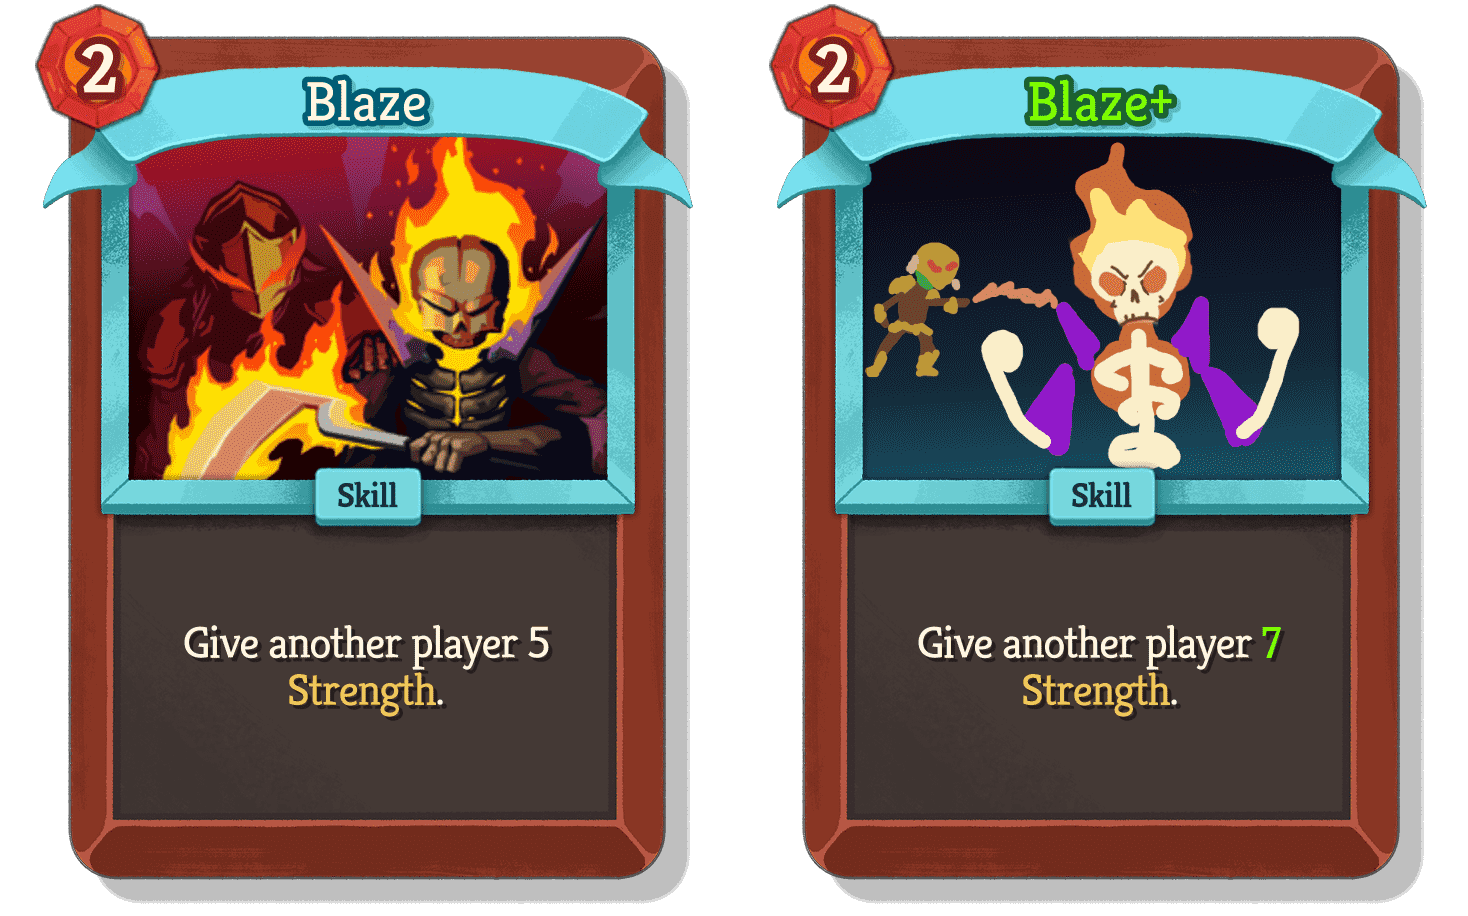 2
Blaze
Skill
Give another player 5
Strength.
2
Blaze+
Skill
Give another player 7
Strength.